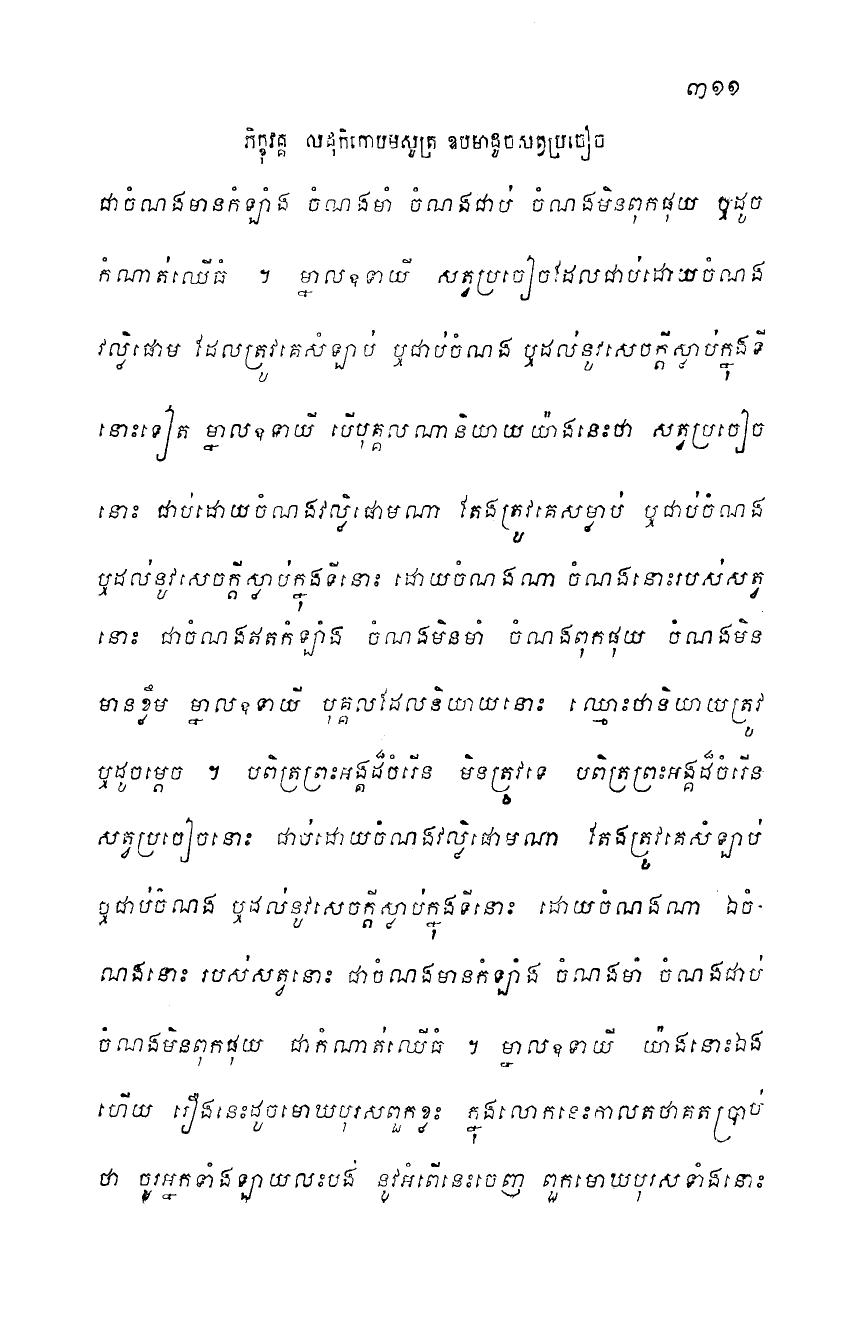 ៣១១
ភិក្ខុវគ្គ លដុកិកោបមសូត្រ ឧបមាដូចសត្វប្រចៀច
ជាចំណងមានកំឡាំង ចំណងមាំ ចំណងជាប់ ចំណងមិនពុកផុយ ឬដូច
កំណាត់ឈើធំ ។ ម្នាលឧទាយី សត្វប្រចៀចដែលជាប់ដោយចំណង
វល្លិ៍ផោម ដែលត្រូវគេសំឡាប់ ឬជាប់ចំណង ឬដល់នូវសេចក្តីស្លាប់ក្នុងទី
នោះទៀត ម្នាលឧទាយី បើបុគ្គលណានិយាយយ៉ាងនេះថា សត្វប្រចៀច
នោះ ជាប់ដោយចំណងវល្លិ៍ផោមណា តែងត្រូវគេសម្លាប់ ឬជាប់ចំណង
ឬដល់នូវសេចក្តីស្លាប់ក្នុងទីនោះ ដោយចំណងណា ចំណងនោះរបស់សត្វ
នោះ ជាចំណងឥតកំឡាំង ចំណងមិនមាំ ចំណងពុកផុយ ចំណងមិន
មានខ្លឹម ម្នាលឧទាយី បុគ្គលដែលនិយាយនោះ ឈ្មោះថានិយាយត្រូវ
ឬដូចម្តេច ។ បពិត្រព្រះអង្គដ៏ចំរើន មិនត្រូវទេ បពិត្រព្រះអង្គដ៏ចំរើន
សត្វប្រចៀចនោះ ជាប់ដោយចំណងវល្លិ៍ផោមណា តែងត្រូវគេសំឡាប់
ឬជាប់ចំណង ឬដល់នូវសេចក្តីស្លាប់ក្នុងទីនោះ ដោយចំណងណា ឯចំ-
ណងនោះ របស់សត្វនោះ ជាចំណងមានកំឡាំង ចំណងមាំ ចំណងជាប់
ចំណងមិនពុកផុយ ជាកំណាត់ឈើធំ ។ ម្នាលឧទាយី យ៉ាងនោះឯង
ហើយ រឿងនេះដូចមោឃបុរសពួកខ្លះ ក្នុងលោកនេះកាលតថាគតប្រាប់
ថា ចូរអ្នកទាំងឡាយលះបង់ នូវអំពើនេះចេញ ពួកមោឃបុរសទាំងនោះ